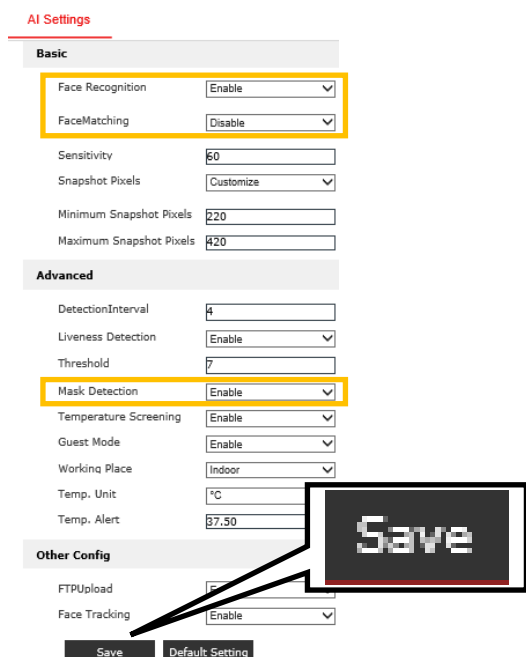 AI Settings
Basic
Face Recognition Enable
FaceMatching Disable
Sensitivity 60
Snapshot Pixels Customize
Minimum Snapshot Pixels 220
Maximum Snapshot Pixels 420
Advanced
DetectionInterval 4
Liveness Detection Enable
Threshold 7
Mask Detection Enable
Temperature Screening Enable
Guest Mode Enable
Working Place Indoor
Temp. Unit °C
Temp. Alert 37.50
Save
Other Config
FTPUpload
Face Tracking Enable
Save Default Setting